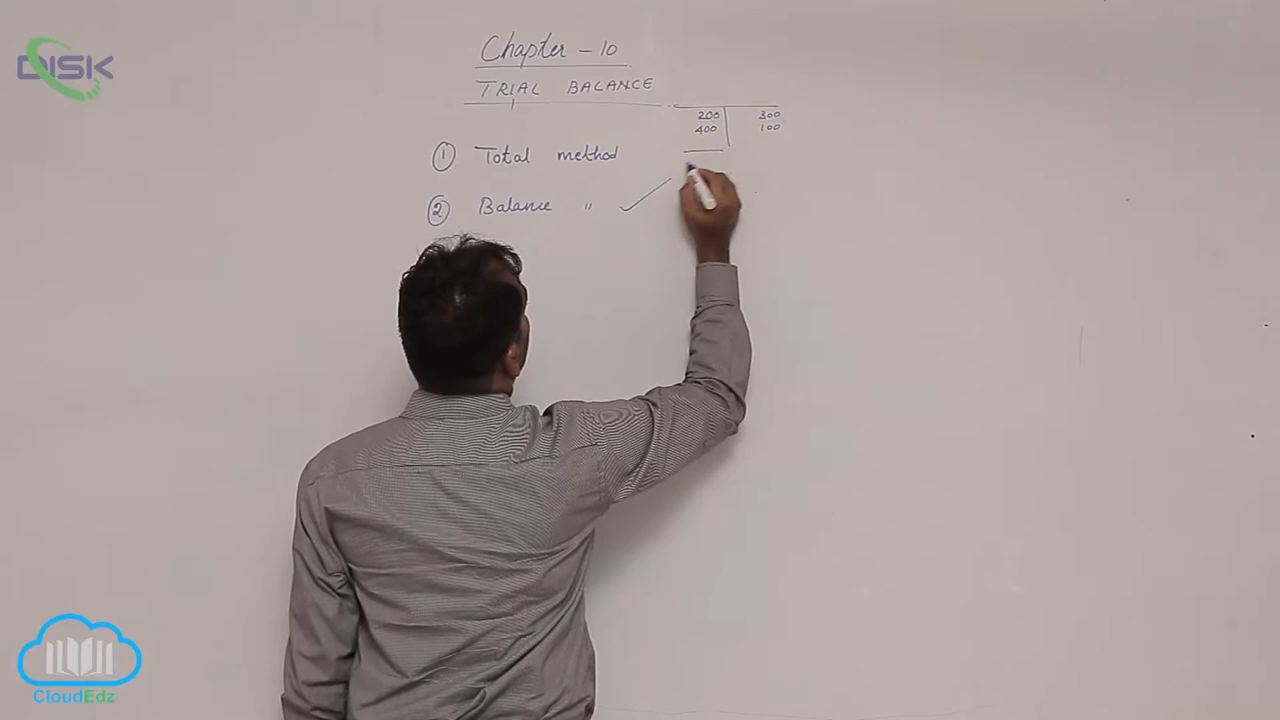 DISK
Chapter - 10
TRIAL BALANCE
200 300
400 100
① Total method
② Balance "
CloudEdz